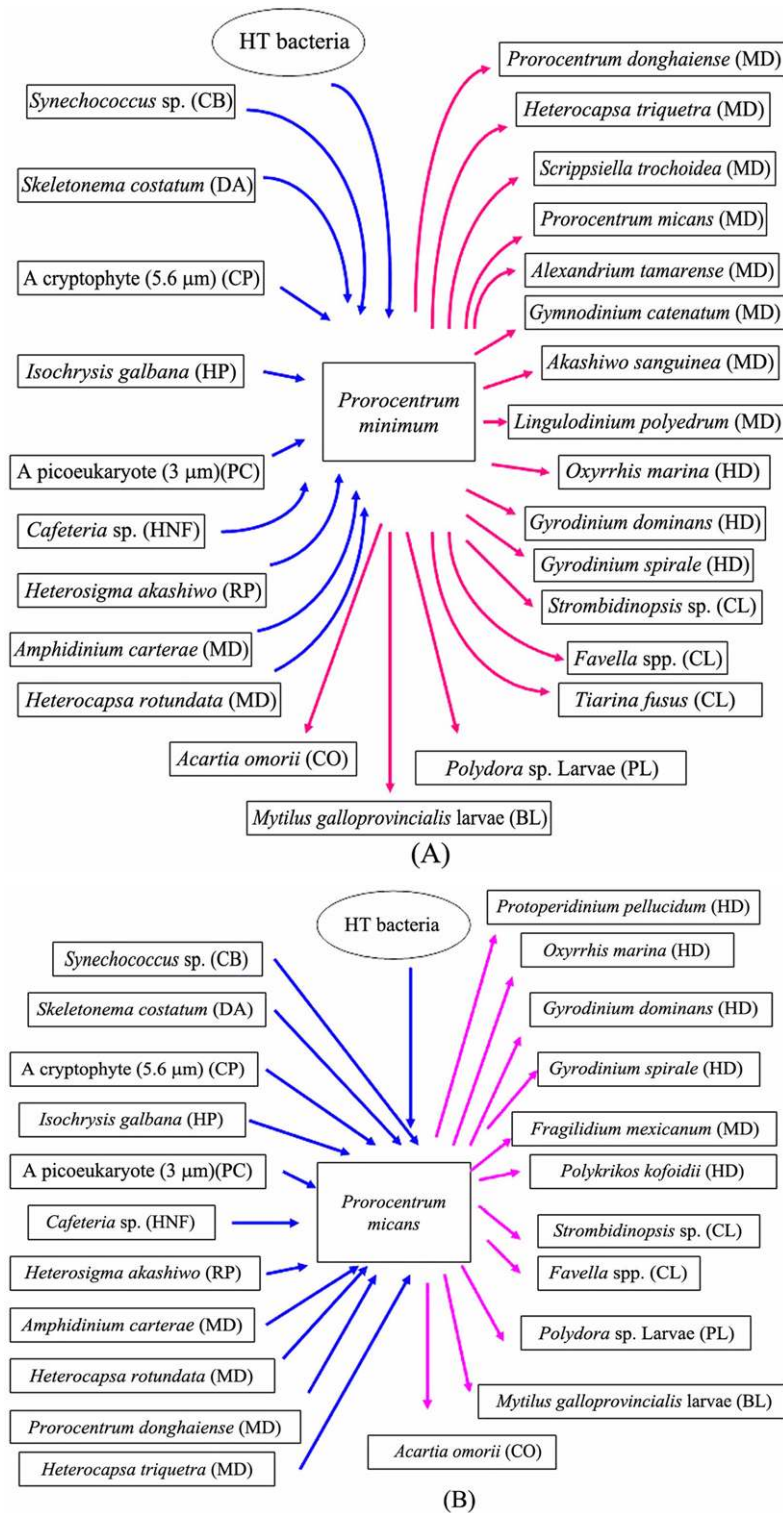 HT bacteria
Synechococcus sp. (CB)
Skeletonema costatum (DA)
A cryptophyte (5.6 μm) (CP)
Isochrysis galbana (HP)
A picoeukaryote (3 μm)(PC)
Cafeteria sp. (HNF)
Heterosigma akashiwo (RP)
Amphidinium carterae (MD)
Heterocapsa rotundata (MD)
Prorocentrum
minimum
Prorocentrum donghaiense (MD)
Heterocapsa triquetra (MD)
Scrippsiella trochoidea (MD)
Prorocentrum micans (MD)
Alexandrium tamarense (MD)
Gymnodinium catenatum (MD)
Akashiwo sanguinea (MD)
Lingulodinium polyedrum (MD)
Oxyrrhis marina (HD)
Gyrodinium dominans (HD)
Gyrodinium spirale (HD)
Strombidinopsis sp. (CL)
Favella spp. (CL)
Tiarina fusus (CL)
Acartia omorii (CO)
Polydora sp. Larvae (PL)
Mytilus galloprovincialis larvae (BL)
(A)
HT bacteria
Synechococcus sp. (CB)
Skeletonema costatum (DA)
A cryptophyte (5.6 μm) (CP)
Isochrysis galbana (HP)
A picoeukaryote (3 μm)(PC)
Cafeteria sp. (HNF)
Heterosigma akashiwo (RP)
Amphidinium carterae (MD)
Heterocapsa rotundata (MD)
Prorocentrum donghaiense (MD)
Heterocapsa triquetra (MD)
Prorocentrum
micans
Protoperidinium pellucidum (HD)
Oxyrrhis marina (HD)
Gyrodinium dominans (HD)
Gyrodinium spirale (HD)
Fragilidium mexicanum (MD)
Polykrikos kofoidii (HD)
Strombidinopsis sp. (CL)
Favella spp. (CL)
Polydora sp. Larvae (PL)
Mytilus galloprovincialis larvae (BL)
Acartia omorii (CO)
(B)